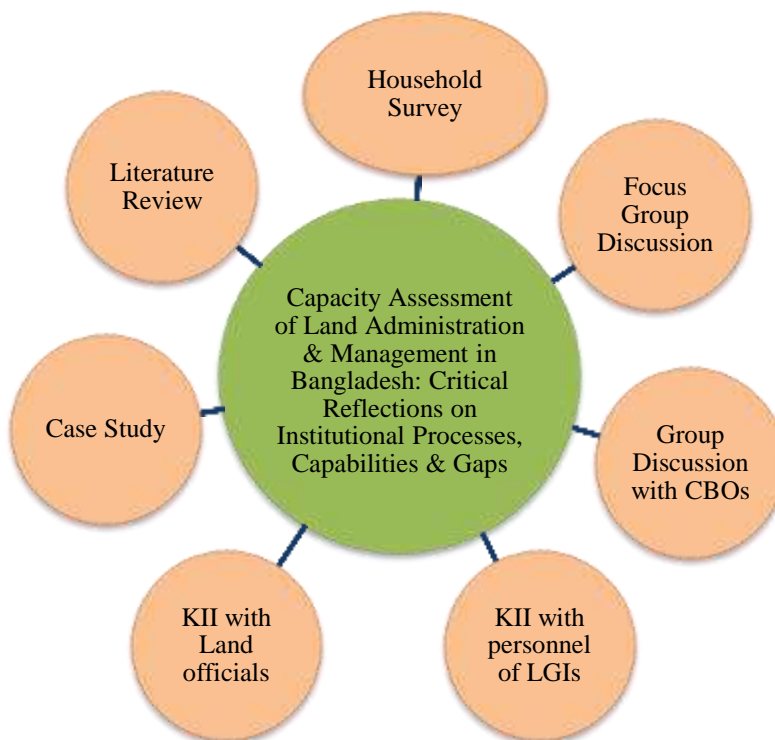 Household
Survey
Literature
Review
Focus
Group
Discussion
Capacity Assessment
of Land Administration
& Management in
Bangladesh: Critical
Reflections on
Institutional Processes,
Capabilities & Gaps
Case Study
Group
Discussion
with CBOs
KII with
Land
officials
KII with
personnel
of LGIs